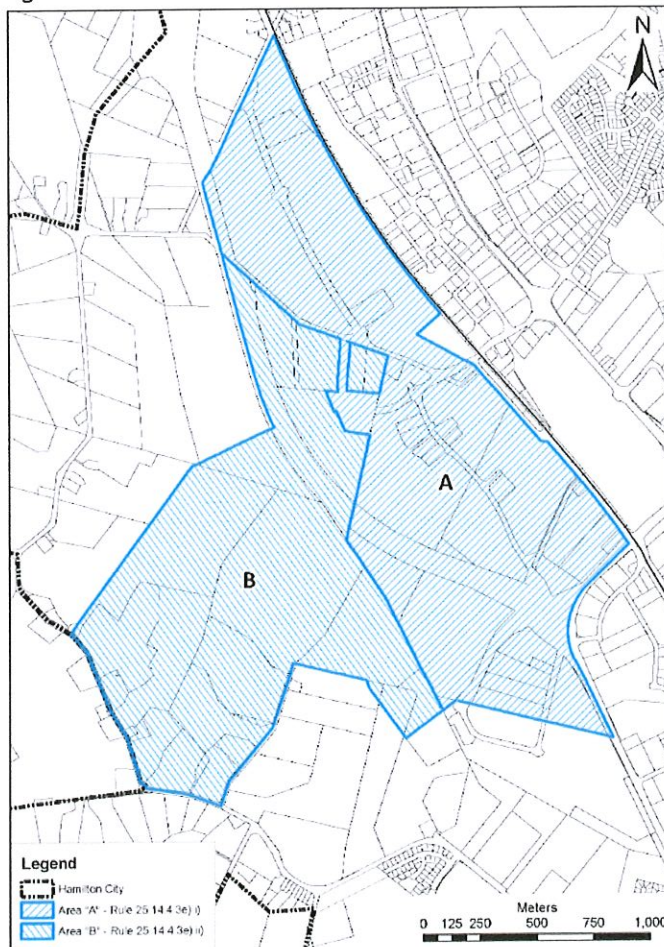 N
A
B
Legend
Hamilton City
Area "A" - Rule 25.14.4.3e) i)
Area "B" - Rule 25.14.4.3e) ii)
Meters
0 125 250 500 750 1,000